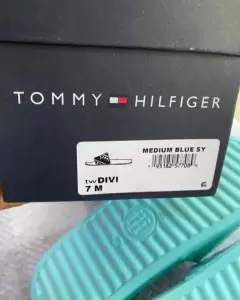 TOMMY HILFIGER
MEDIUM BLUE SY
twDIVI
7 M